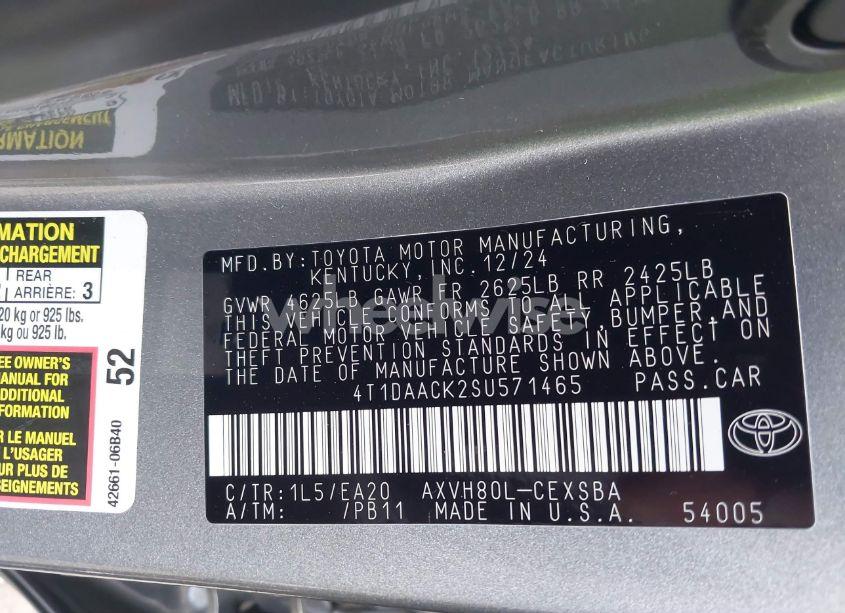 MFD.BY:TOYOTA MOTOR MANUFACTURING,
KENTUCKY, INC. 12/24
GVWR 4625LB GAWR FR 2625LB RR 2425LB
THIS VEHICLE CONFORMS TO ALL APPLICABLE
FEDERAL MOTOR VEHICLE SAFETY, BUMPER, AND
THEFT PREVENTION STANDARDS IN EFFECT ON
THE DATE OF MANUFACTURE SHOWN ABOVE.
4T1DAACK2SU571465 PASS.CAR
C/TR:1L5/EA20 AXVH80L-CEXSBA
A/TM: /PB11 MADE IN U.S.A. 54005
MATION
CHARGEMENT
REAR
ARRIÈRE: 3
20 kg or 925 lbs.
kg ou 925 lb.
EE OWNER'S
MANUAL FOR
ADDITIONAL
INFORMATION
R LE MANUEL
L'USAGER
UR PLUS DE
SEIGNEMENTS
52
42661-06B40
wheelwise